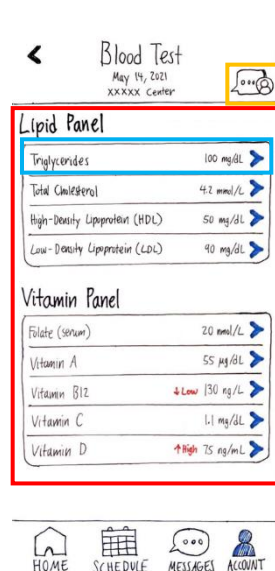 Blood Test
May 14, 2021
XXXXX Center
Lipid Panel
Triglycerides 100 mg/dL
Total Cholesterol 4.2 mmol/L
High-Density Lipoprotein (HDL) 50 mg/dL
Low-Density Lipoprotein (LDL) 90 mg/dL
Vitamin Panel
Folate (serum) 20 nmol/L
Vitamin A 55 µg/dL
Vitamin B12 ↓Low 130 ng/L
Vitamin C 1.1 mg/dL
Vitamin D ↑High 75 ng/mL
HOME SCHEDULE MESSAGES ACCOUNT